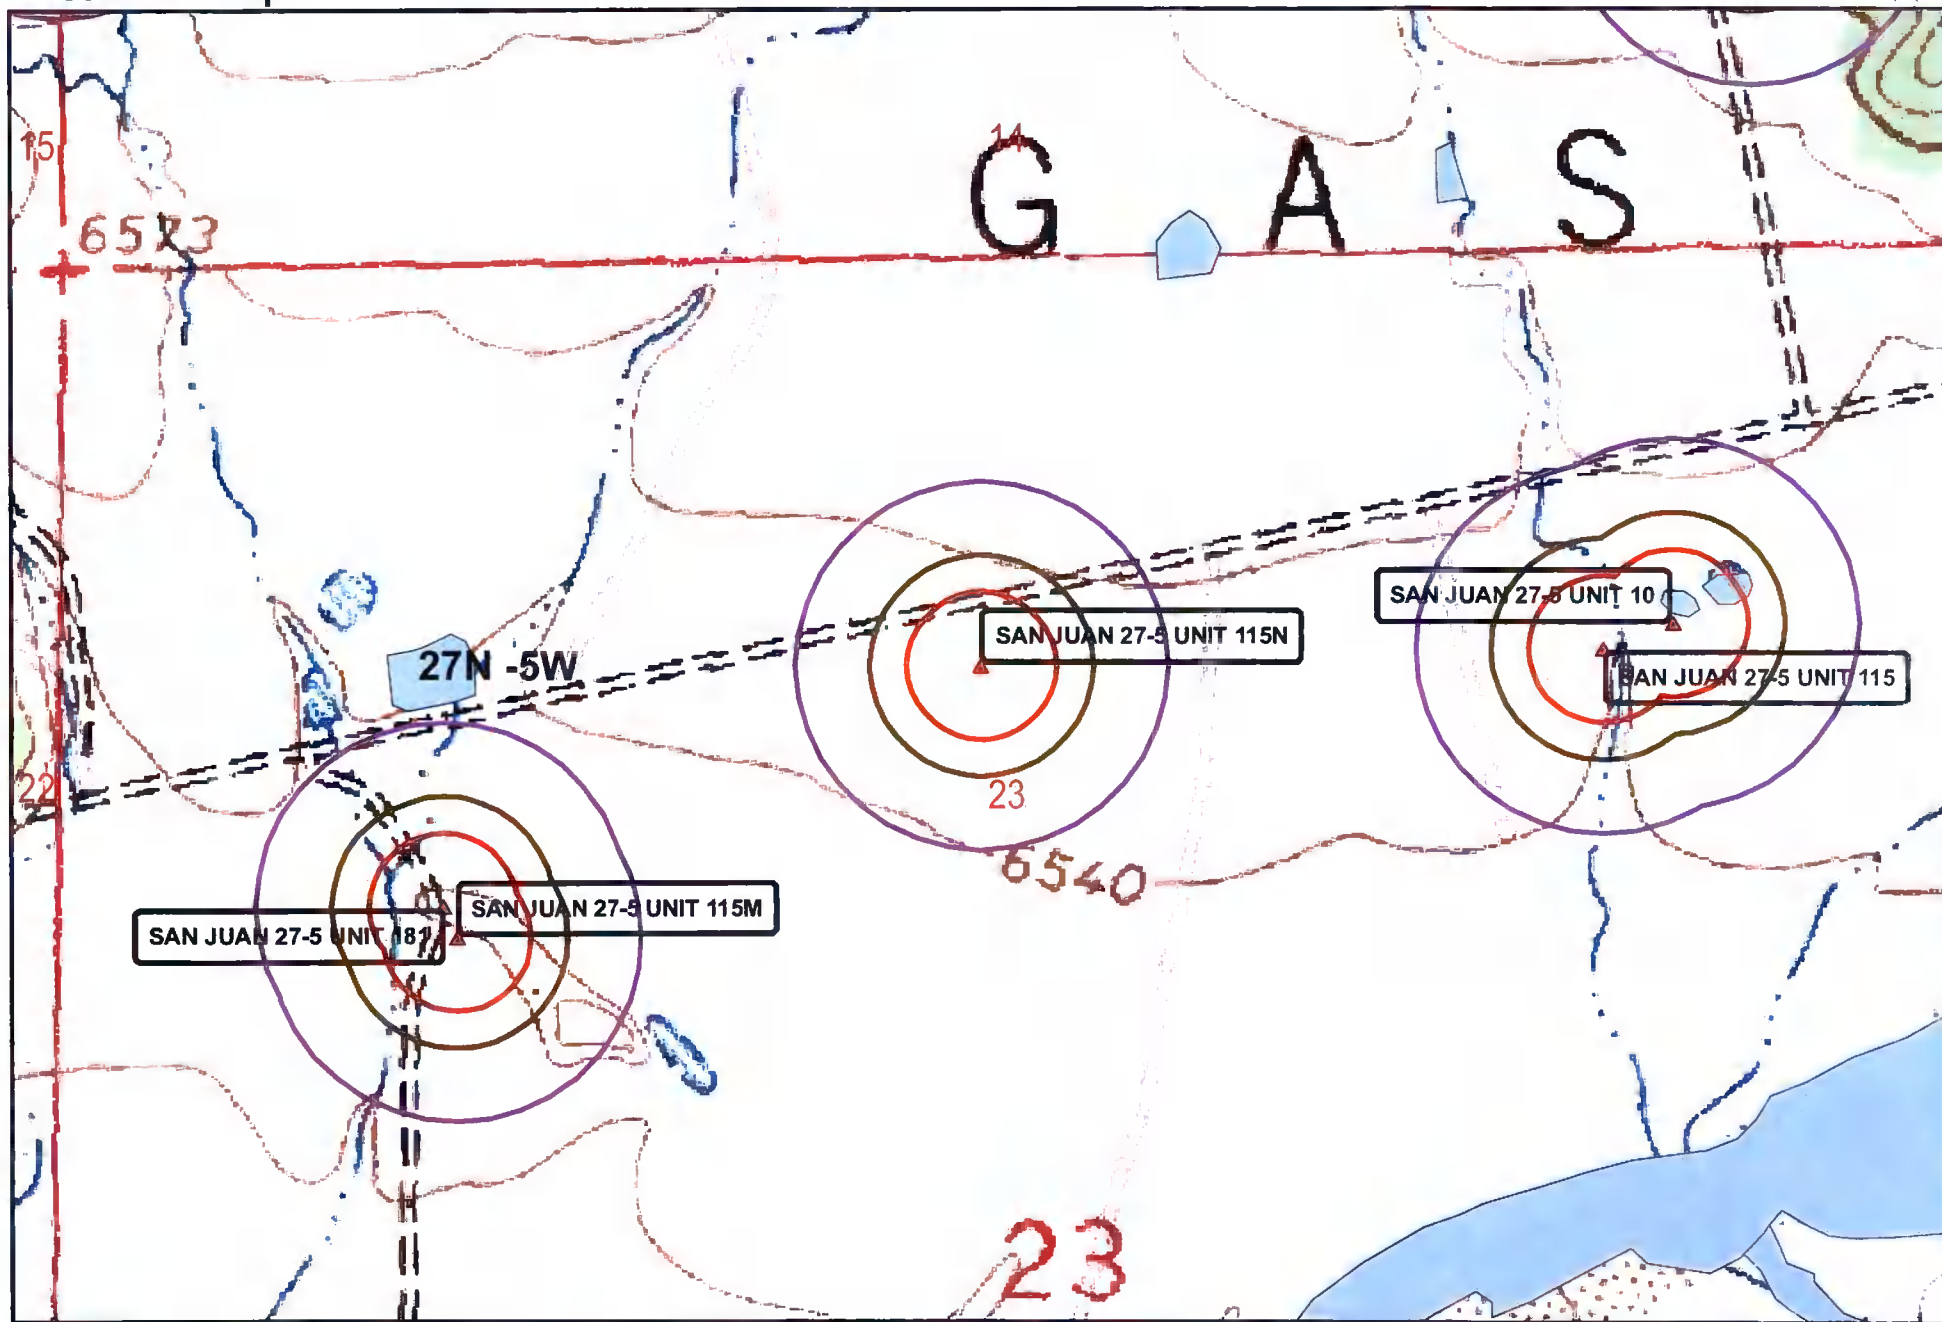 15
14
G A S
6573
SAN JUAN 27-5 UNIT 10
SAN JUAN 27-5 UNIT 115N
27N -5W
SAN JUAN 27-5 UNIT 115
22
23
6540
SAN JUAN 27-5 UNIT 115M
SAN JUAN 27-5 UNIT 181
23